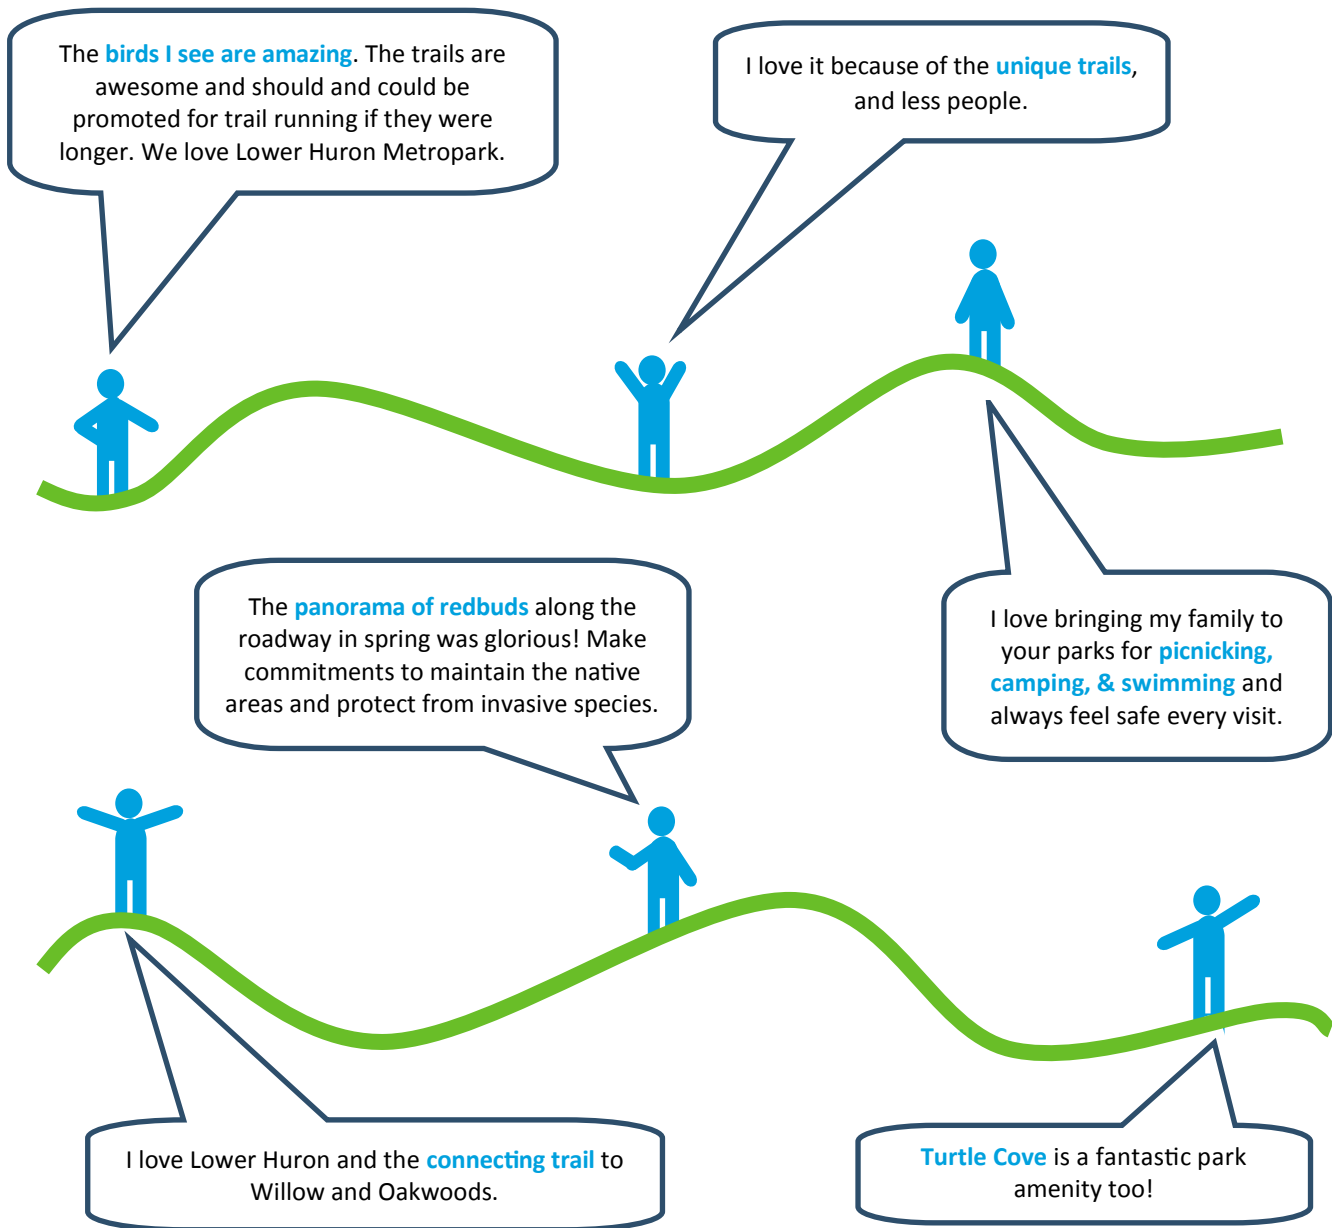 The birds I see are amazing. The trails are
awesome and should and could be
promoted for trail running if they were
longer. We love Lower Huron Metropark.
I love it because of the unique trails,
and less people.
I love bringing my family to
your parks for picnicking,
camping, & swimming and
always feel safe every visit.
The panorama of redbuds along the
roadway in spring was glorious! Make
commitments to maintain the native
areas and protect from invasive species.
I love Lower Huron and the connecting trail to
Willow and Oakwoods.
Turtle Cove is a fantastic park
amenity too!